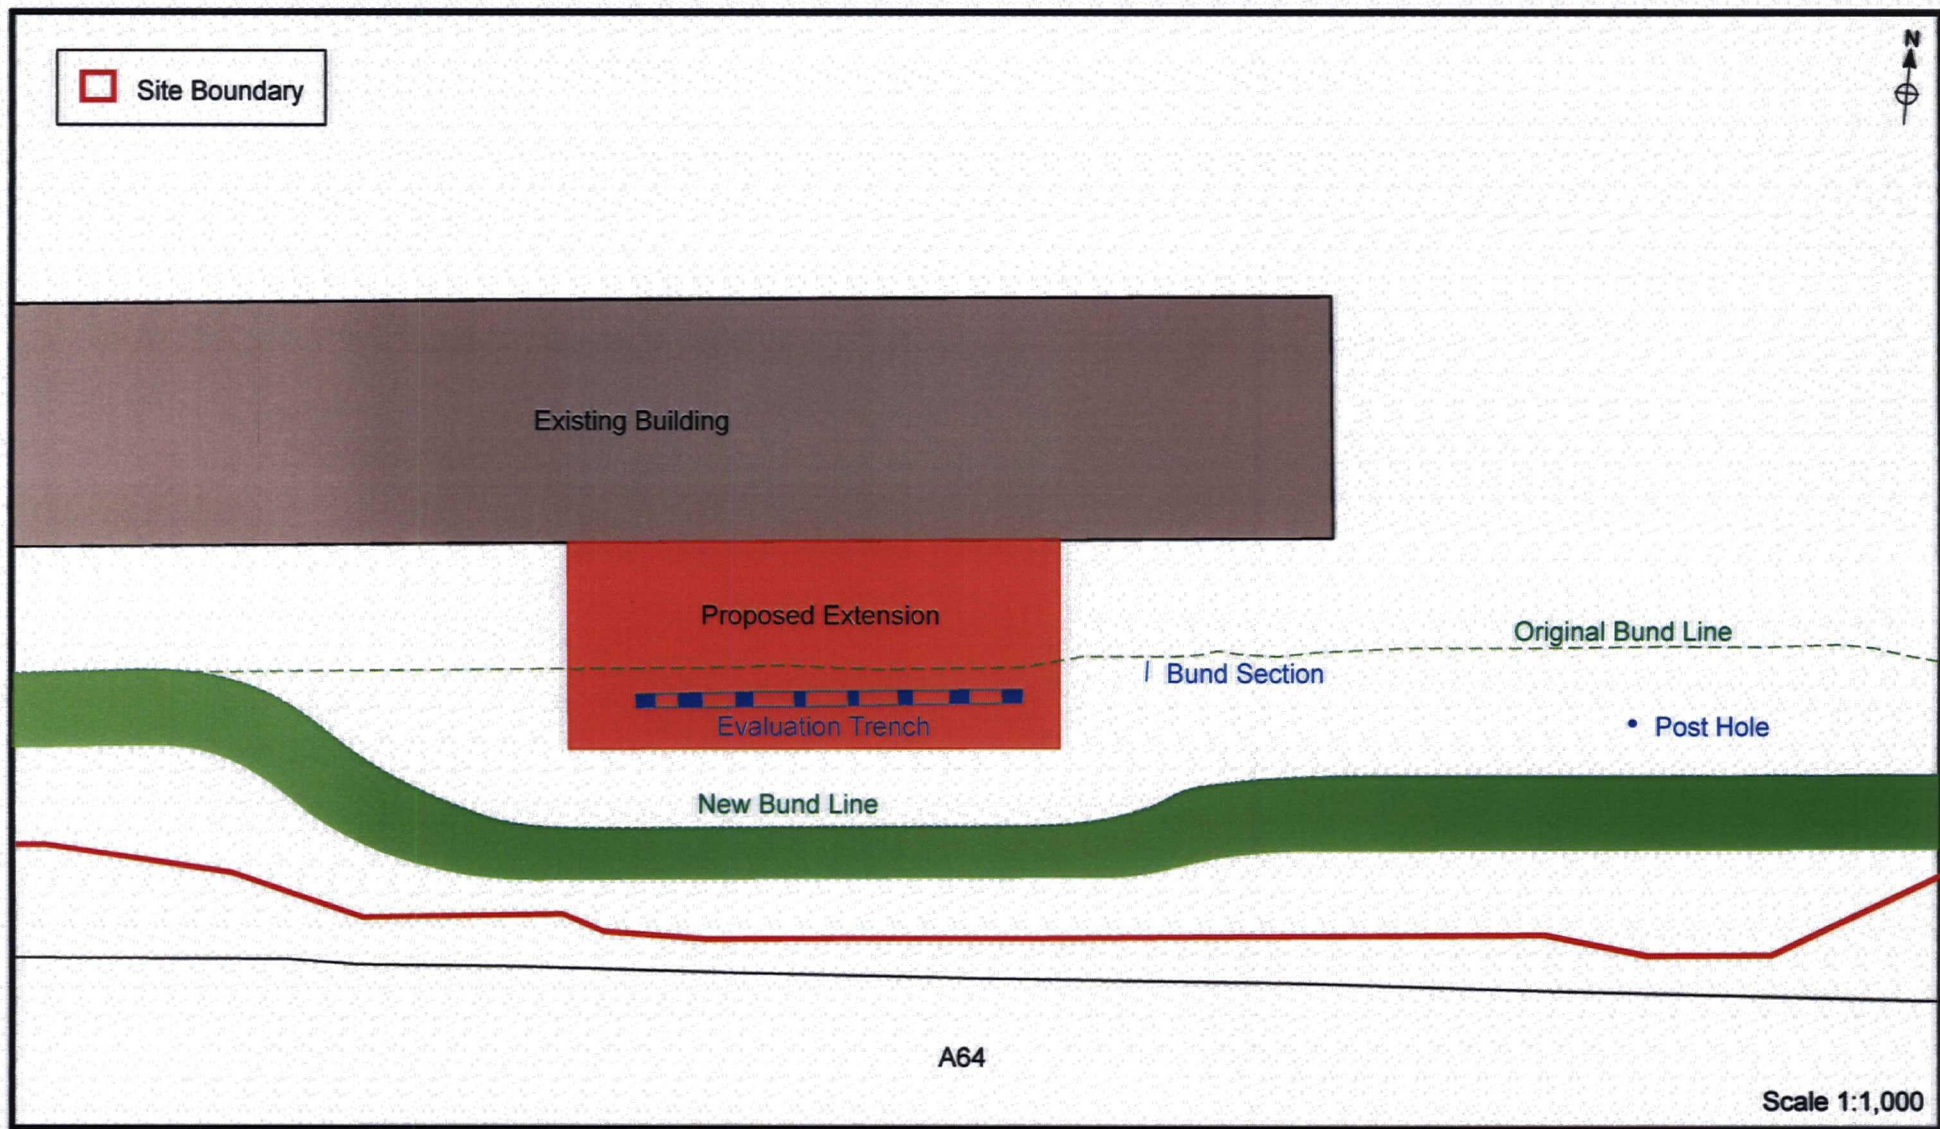 N
Site Boundary
Existing Building
Proposed Extension
Original Bund Line
Bund Section
Evaluation Trench
Post Hole
New Bund Line
A64
Scale 1:1,000